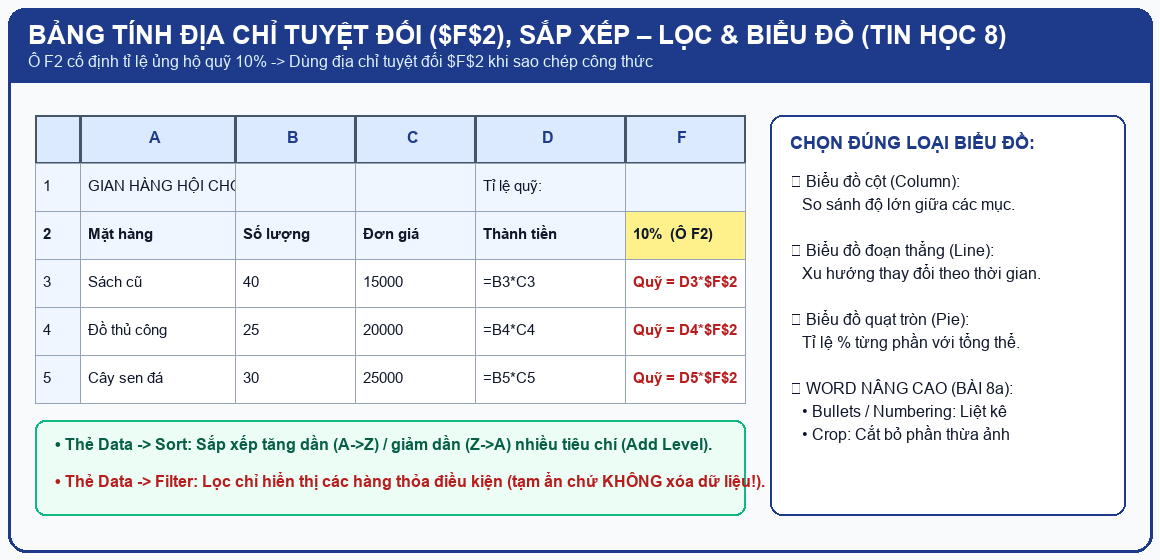 BẢNG TÍNH ĐỊA CHỈ TUYỆT ĐỐI ($F$2), SẮP XẾP – LỌC & BIỂU ĐỒ (TIN HỌC 8)
Ô F2 cố định tỉ lệ ủng hộ quỹ 10% -> Dùng địa chỉ tuyệt đối $F$2 khi sao chép công thức
A B C D F
1 GIAN HÀNG HỘI CHỢ Tỉ lệ quỹ:
2 Mặt hàng Số lượng Đơn giá Thành tiền 10% (Ô F2)
3 Sách cũ 40 15000 =B3*C3 Quỹ = D3*$F$2
4 Đồ thủ công 25 20000 =B4*C4 Quỹ = D4*$F$2
5 Cây sen đá 30 25000 =B5*C5 Quỹ = D5*$F$2
• Thẻ Data -> Sort: Sắp xếp tăng dần (A->Z) / giảm dần (Z->A) nhiều tiêu chí (Add Level).
• Thẻ Data -> Filter: Lọc chỉ hiển thị các hàng thỏa điều kiện (tạm ẩn chứ KHÔNG xóa dữ liệu!).
CHỌN ĐÚNG LOẠI BIỂU ĐỒ:
Biểu đồ cột (Column):
So sánh độ lớn giữa các mục.
Biểu đồ đoạn thẳng (Line):
Xu hướng thay đổi theo thời gian.
Biểu đồ quạt tròn (Pie):
Tỉ lệ % từng phần với tổng thể.
WORD NÂNG CAO (BÀI 8a):
• Bullets / Numbering: Liệt kê
• Crop: Cắt bỏ phần thừa ảnh